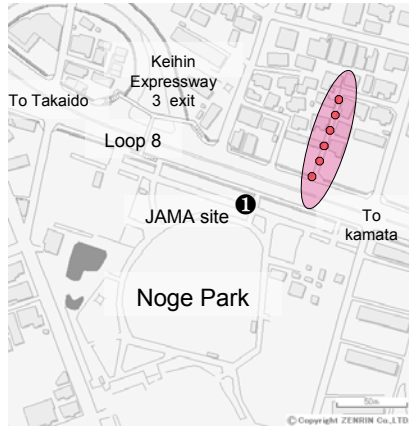 Keihin
Expressway
3 exit
To Takaido
Loop 8
JAMA site
❶
To
kamata
Noge Park
50m
© Copyright ZENRIN Co.,LTD